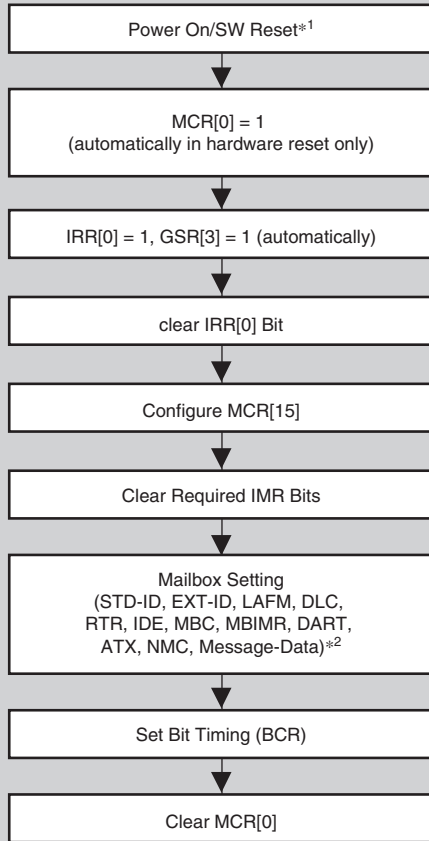 Power On/SW Reset*1
MCR[0] = 1
(automatically in hardware reset only)
IRR[0] = 1, GSR[3] = 1 (automatically)
clear IRR[0] Bit
Configure MCR[15]
Clear Required IMR Bits
Mailbox Setting
(STD-ID, EXT-ID, LAFM, DLC,
RTR, IDE, MBC, MBIMR, DART,
ATX, NMC, Message-Data)*2
Set Bit Timing (BCR)
Clear MCR[0]